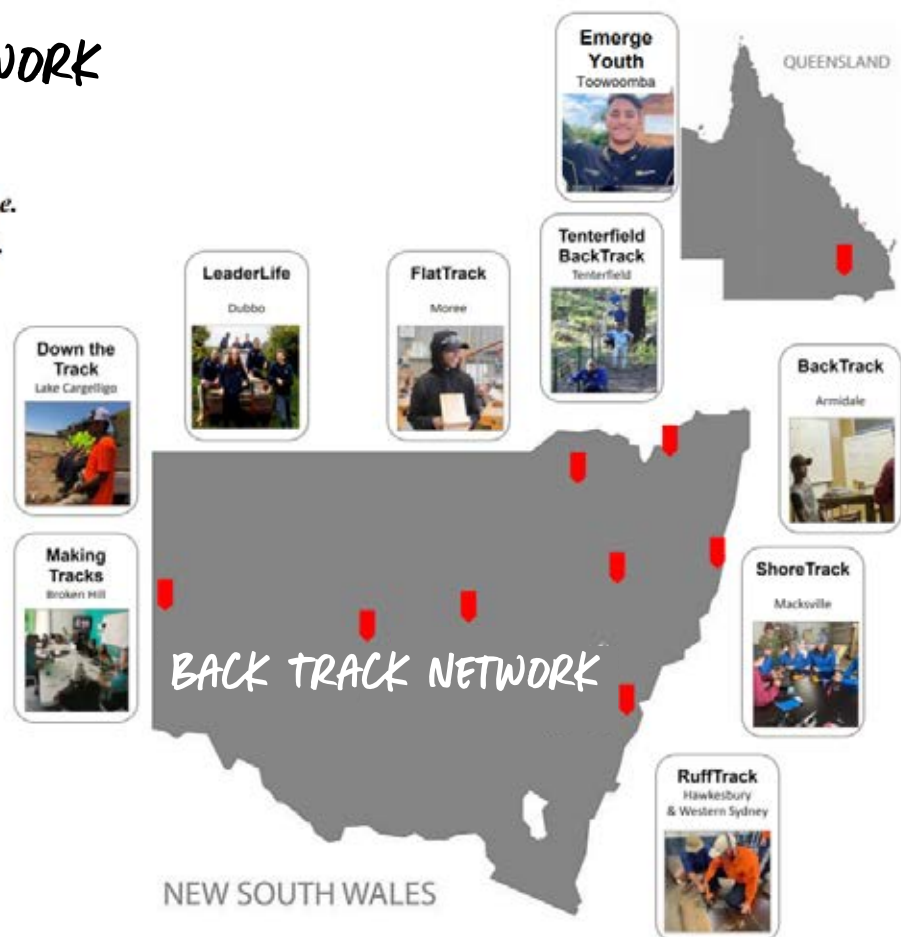 WORK
e.
.
Emerge
Youth
Toowoomba
QUEENSLAND
Tenterfield
BackTrack
Tenterfield
LeaderLife
Dubbo
FlatTrack
Moree
Down the
Track
Lake Cargelligo
BackTrack
Armidale
Making
Tracks
Broken Hill
ShoreTrack
Macksville
BACK TRACK NETWORK
RuffTrack
Hawkesbury
& Western Sydney
NEW SOUTH WALES